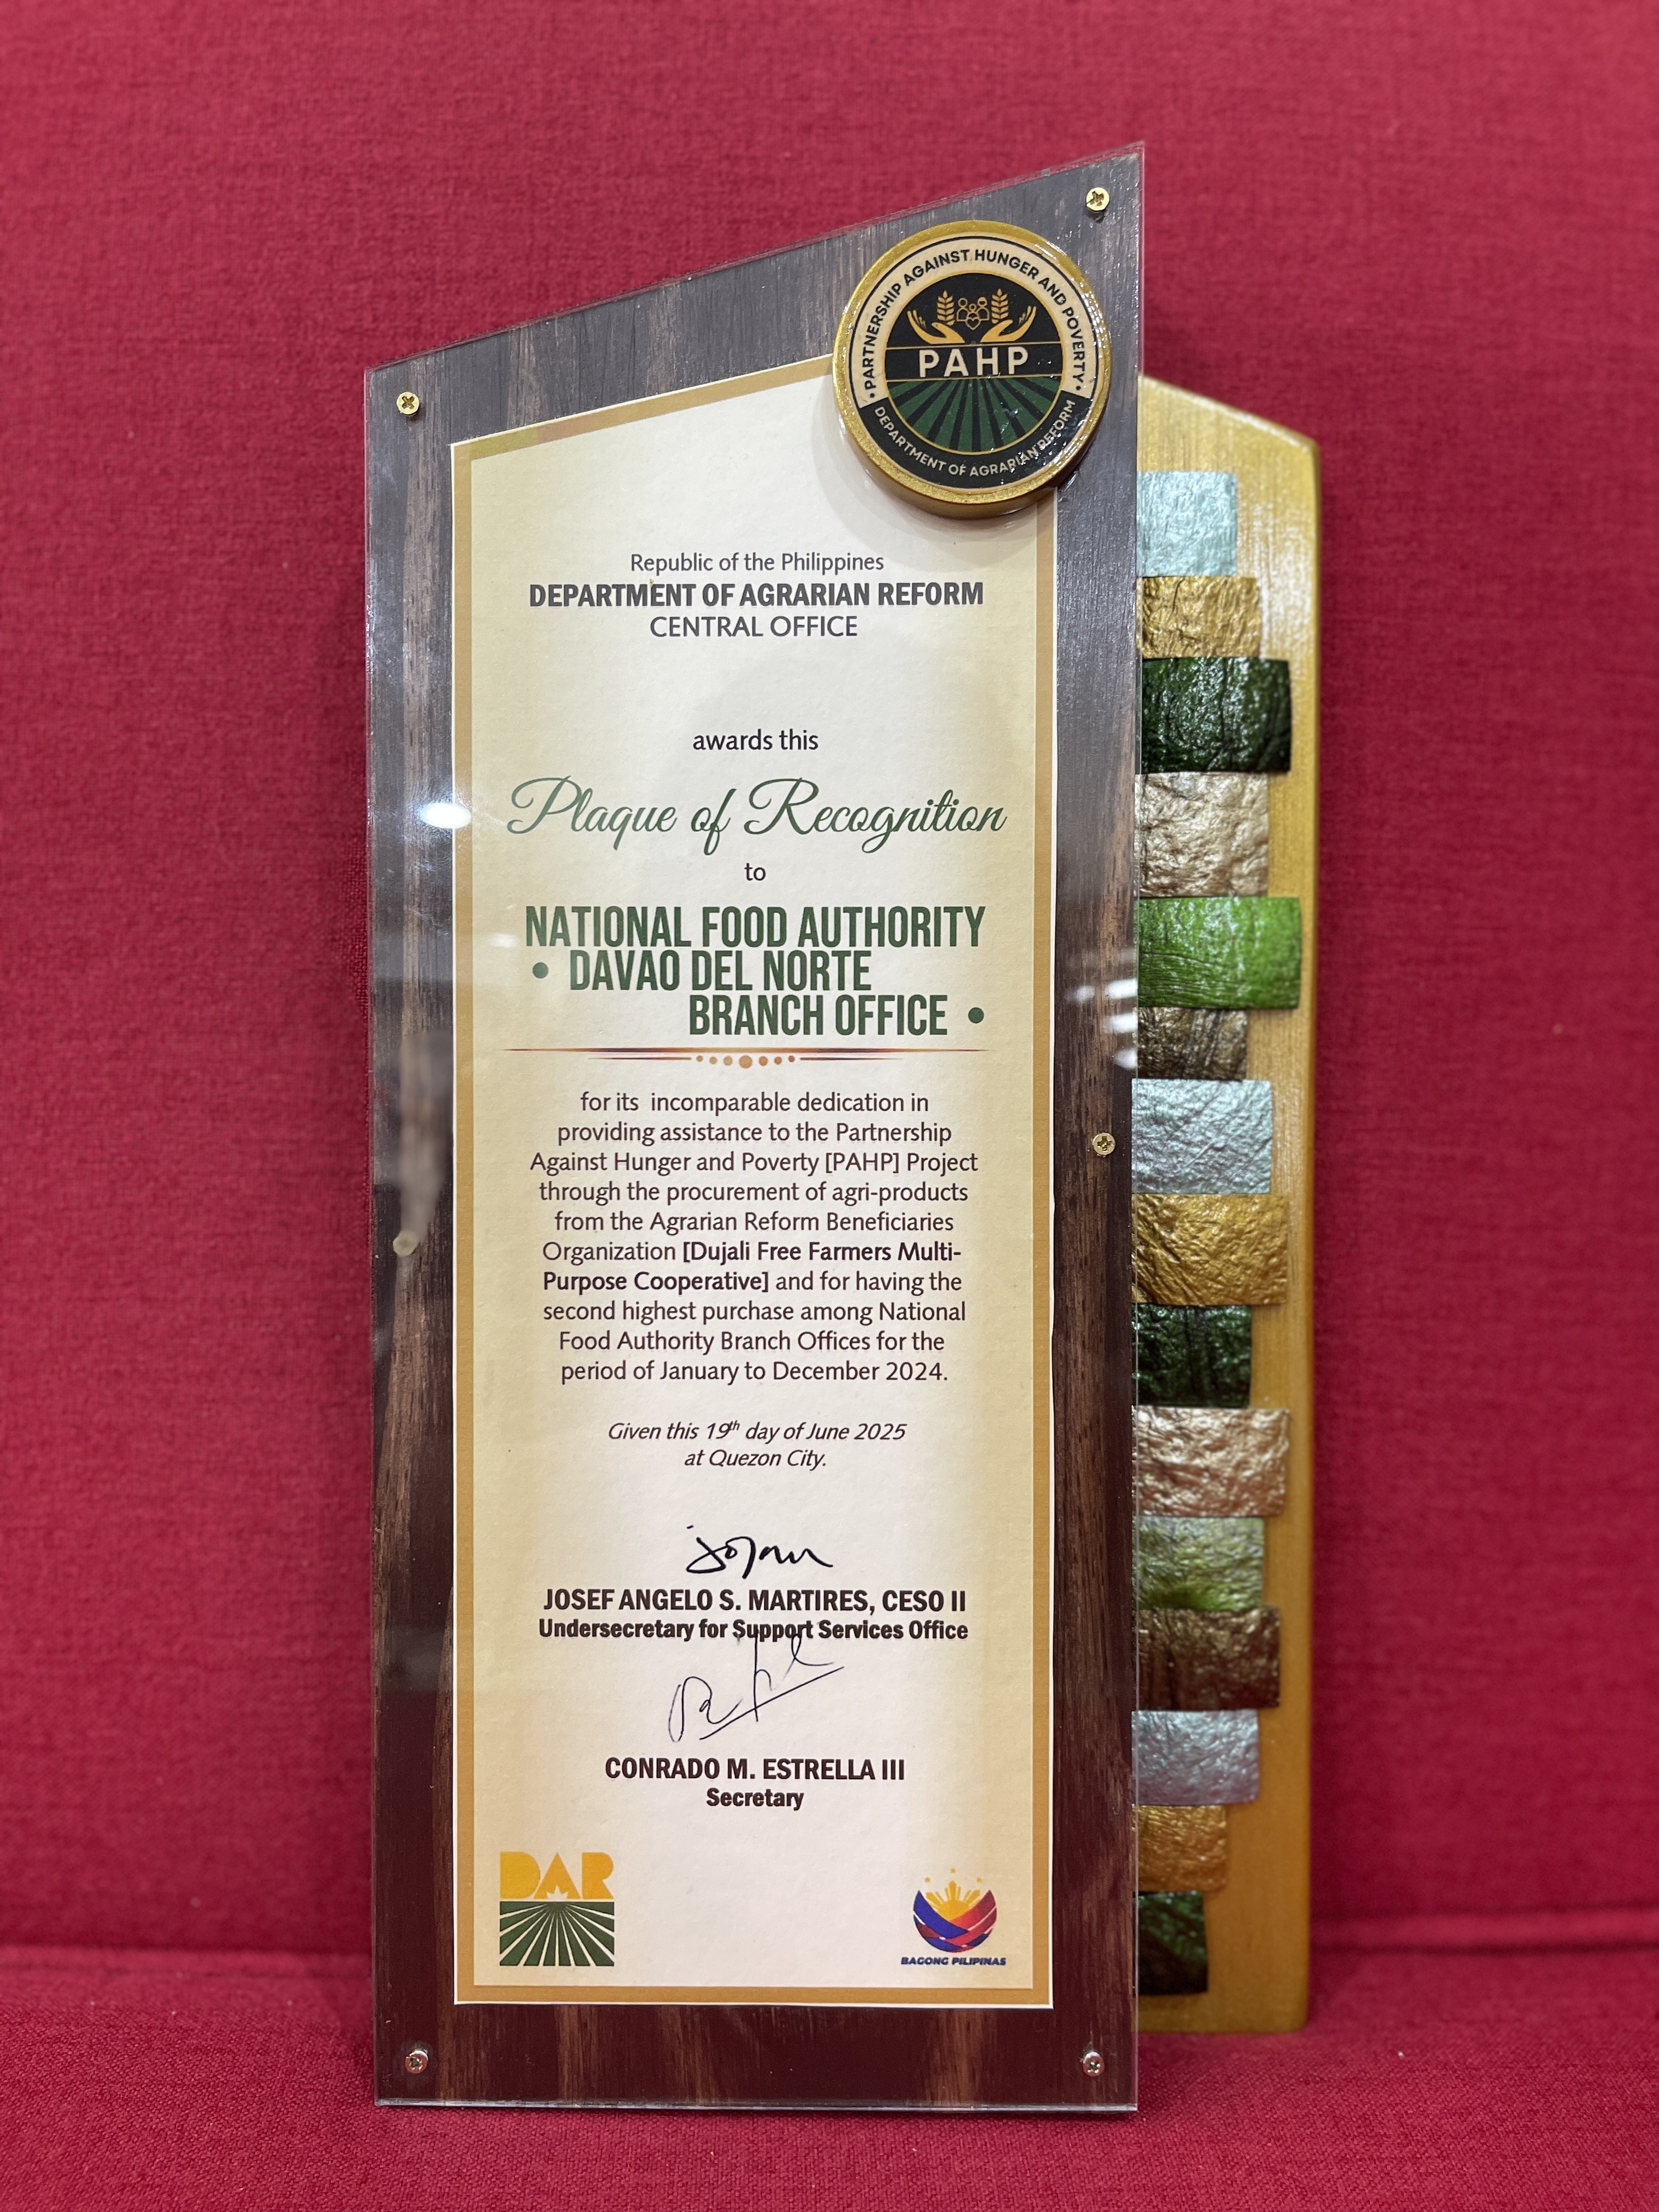 PARTNERSHIP AGAINST HUNGER AND POVERTY
PAHP
DEPARTMENT OF AGRARIAN REFORM
Republic of the Philippines
DEPARTMENT OF AGRARIAN REFORM
CENTRAL OFFICE
awards this
Plaque of Recognition
to
NATIONAL FOOD AUTHORITY
• DAVAO DEL NORTE
BRANCH OFFICE •
for its incomparable dedication in
providing assistance to the Partnership
Against Hunger and Poverty [PAHP] Project
through the procurement of agri-products
from the Agrarian Reform Beneficiaries
Organization [Dujali Free Farmers Multi-
Purpose Cooperative] and for having the
second highest purchase among National
Food Authority Branch Offices for the
period of January to December 2024.
Given this 19th day of June 2025
at Quezon City.
JOSEF ANGELO S. MARTIRES, CESO II
Undersecretary for Support Services Office
CONRADO M. ESTRELLA III
Secretary
DAR
BAGONG PILIPINAS